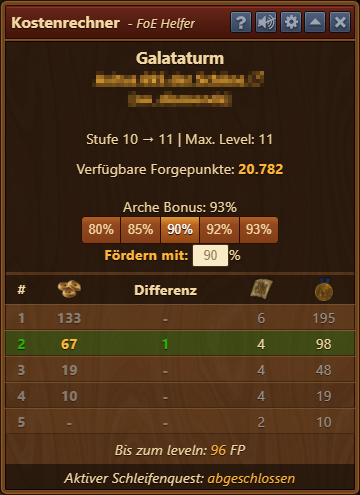 Kostenrechner - FoE Helfer ?
Galataturm
Stufe 10 → 11 | Max. Level: 11
Verfügbare Forgepunkte: 20.782
Arche Bonus: 93%
80% 85% 90% 92% 93%
Fördern mit: 90 %
# Differenz
1 133 - 6 195
2 67 1 4 98
3 19 - 4 48
4 10 - 4 19
5 - - 2 10
Bis zum leveln: 96 FP
Aktiver Schleifenquest: abgeschlossen